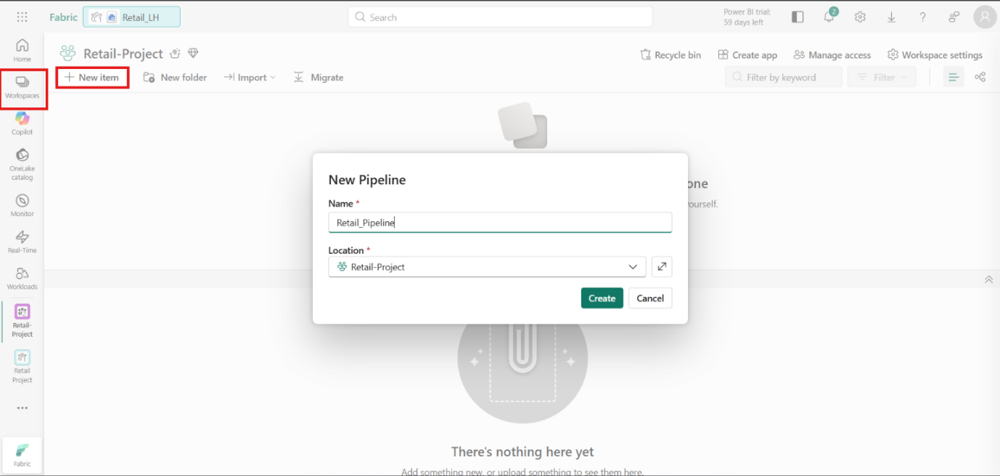 Fabric
Retail_LH
Search
Power BI trial:
59 days left
2
Home
Workspaces
Copilot
OneLake
catalog
Monitor
Real-Time
Workloads
Retail-
Project
Retail
Project
Fabric
Retail-Project
Recycle bin
Create app
Manage access
Workspace settings
New item
New folder
Import
Migrate
Filter by keyword
Filter
one
yourself.
New Pipeline
Name *
Retail_Pipeline
Location *
Retail-Project
Create
Cancel
There's nothing here yet
Add something new, or upload something to see them here.